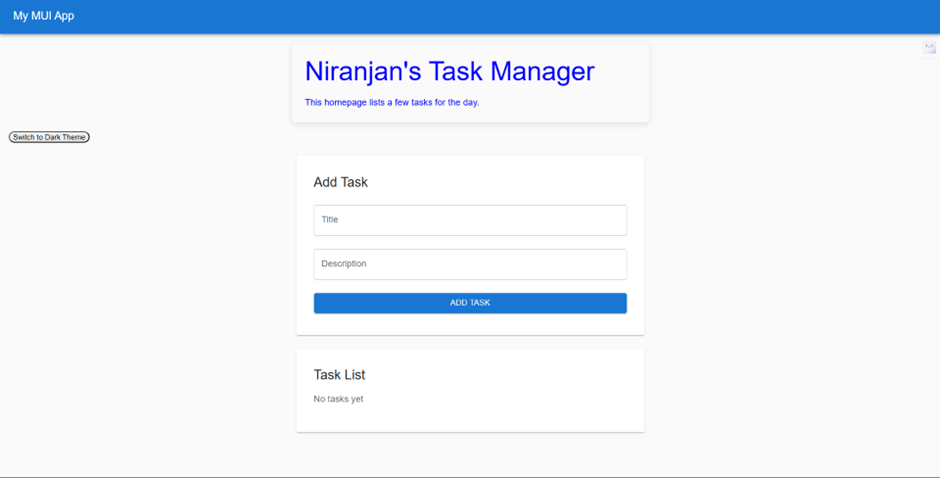 My MUI App
Niranjan's Task Manager
This homepage lists a few tasks for the day.
Switch to Dark Theme
Add Task
Title
Description
ADD TASK
Task List
No tasks yet